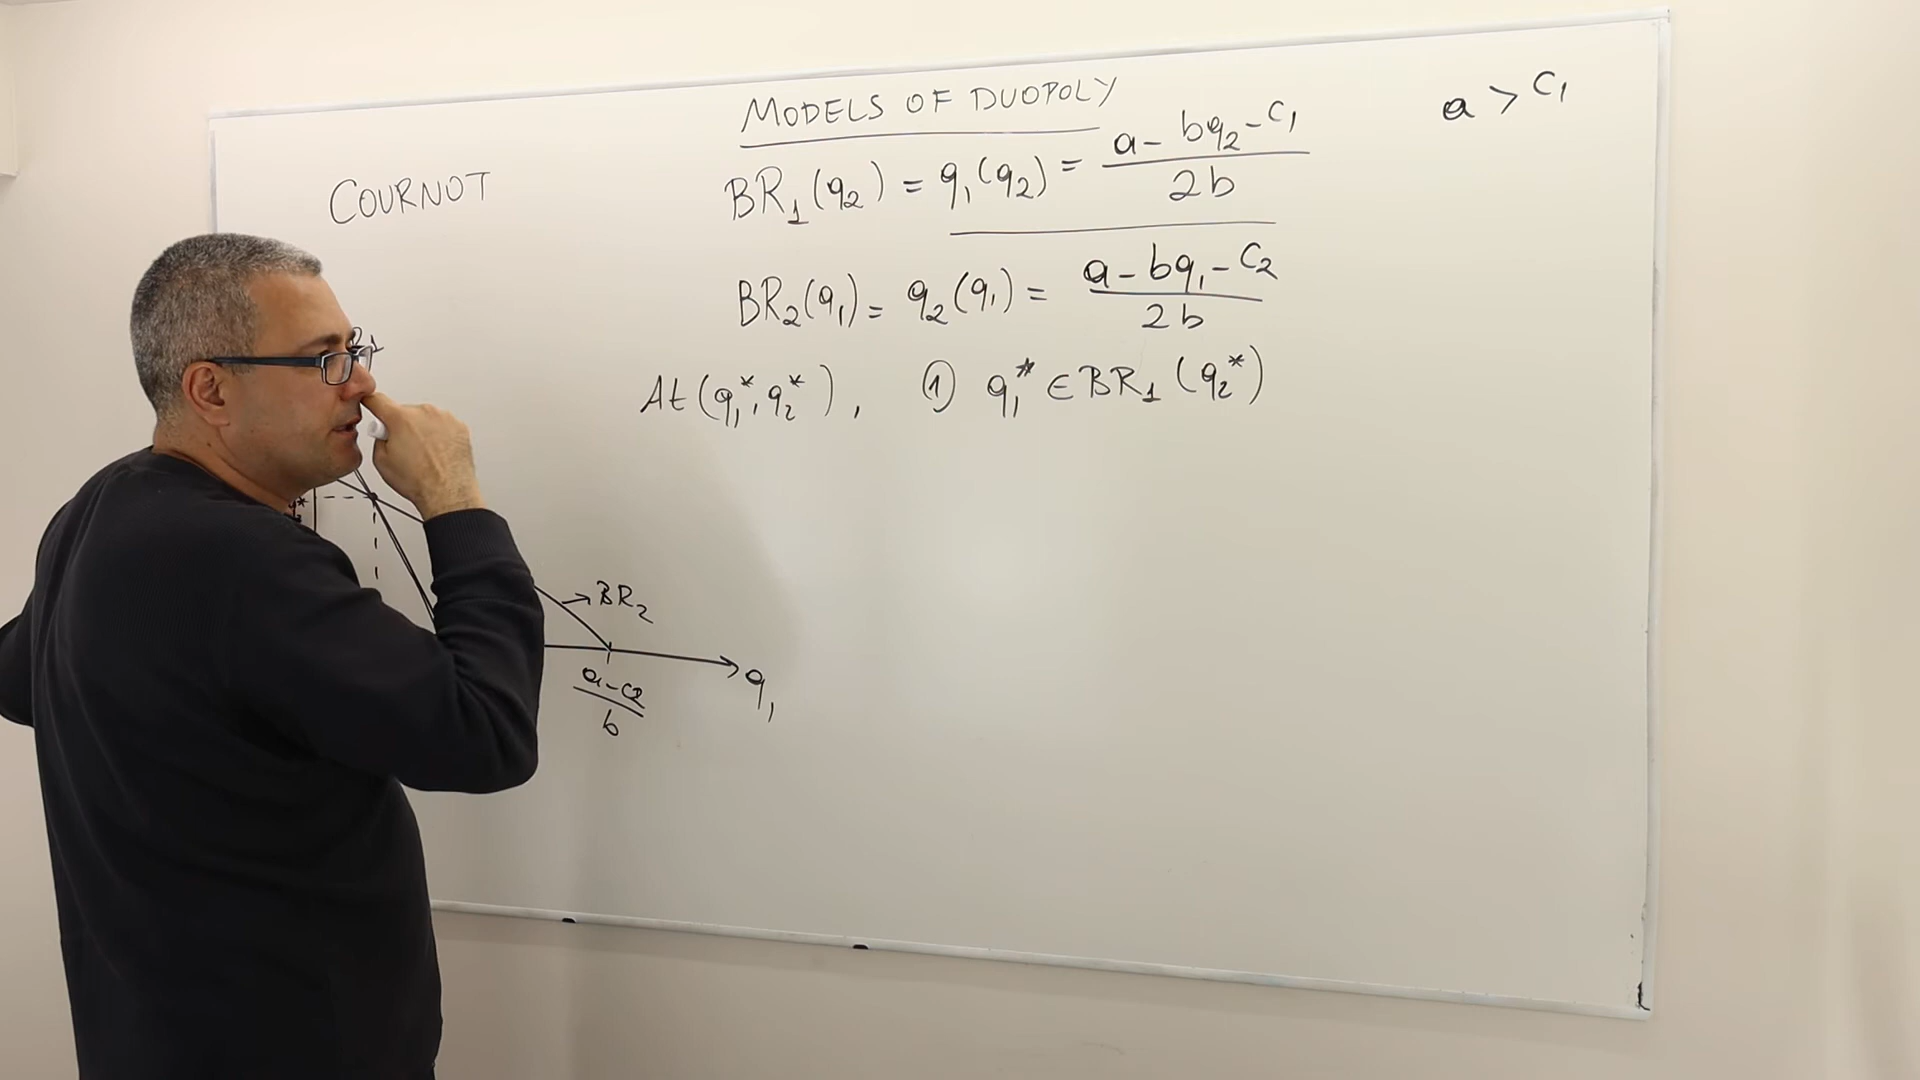 MODELS OF DUOPOLY
a > c₁
COURNOT
BR₁(q₂) = q₁(q₂) = (a - bq₂ - c₁) / 2b
BR₂(q₁) = q₂(q₁) = (a - bq₁ - c₂) / 2b
At (q₁*, q₂*), ① q₁* ∈ BR₁ (q₂*)
→ BR₂
q₁
(a - c₂) / b